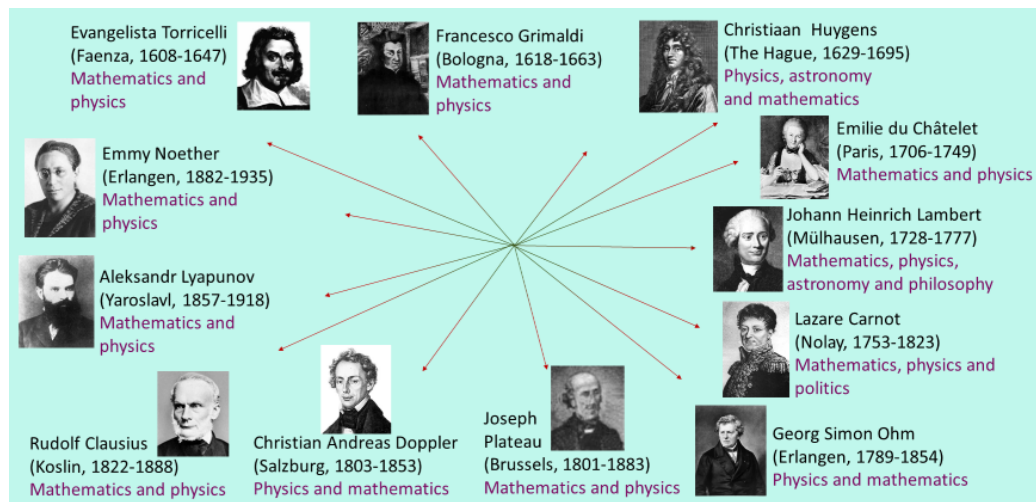 Evangelista Torricelli
(Faenza, 1608-1647)
Mathematics and
physics
Francesco Grimaldi
(Bologna, 1618-1663)
Mathematics and
physics
Christiaan Huygens
(The Hague, 1629-1695)
Physics, astronomy
and mathematics
Emilie du Châtelet
(Paris, 1706-1749)
Mathematics and physics
Emmy Noether
(Erlangen, 1882-1935)
Mathematics and
physics
Johann Heinrich Lambert
(Mülhausen, 1728-1777)
Mathematics, physics,
astronomy and philosophy
Aleksandr Lyapunov
(Yaroslavl, 1857-1918)
Mathematics and
physics
Lazare Carnot
(Nolay, 1753-1823)
Mathematics, physics and
politics
Rudolf Clausius
(Koslin, 1822-1888)
Mathematics and physics
Christian Andreas Doppler
(Salzburg, 1803-1853)
Physics and mathematics
Joseph
Plateau
(Brussels, 1801-1883)
Mathematics and physics
Georg Simon Ohm
(Erlangen, 1789-1854)
Physics and mathematics